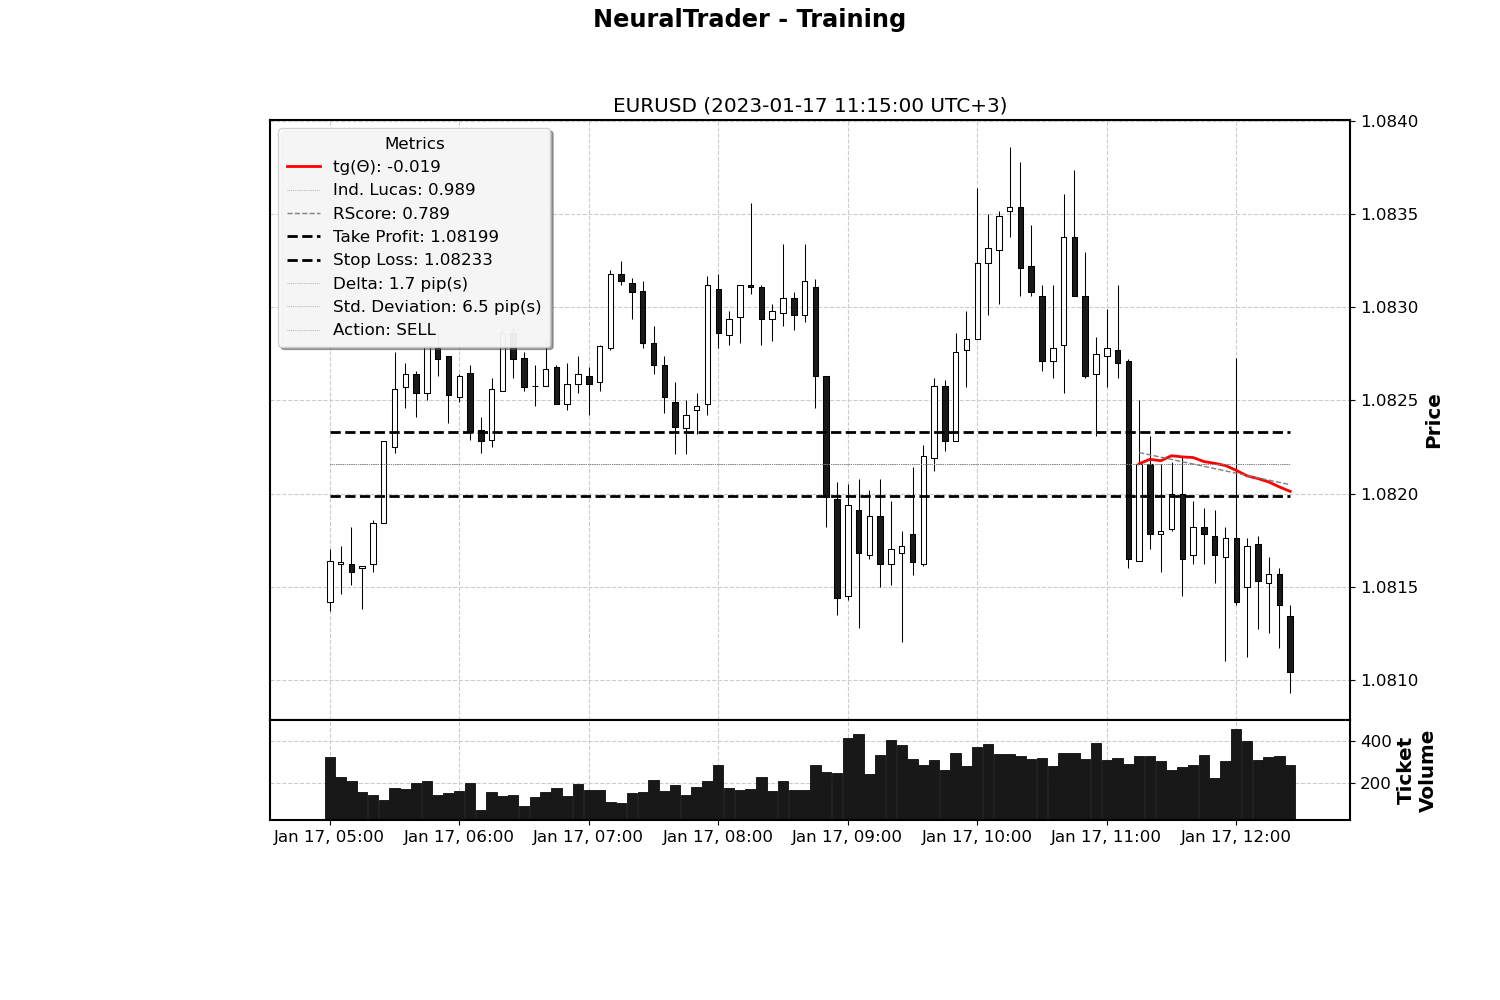 NeuralTrader - Training
EURUSD (2023-01-17 11:15:00 UTC+3)
Metrics
tg(Θ): -0.019
Ind. Lucas: 0.989
RScore: 0.789
Take Profit: 1.08199
Stop Loss: 1.08233
Delta: 1.7 pip(s)
Std. Deviation: 6.5 pip(s)
Action: SELL
1.0840
1.0835
1.0830
1.0825
1.0820
1.0815
1.0810
Price
400
200
Ticket
Volume
Jan 17, 05:00
Jan 17, 06:00
Jan 17, 07:00
Jan 17, 08:00
Jan 17, 09:00
Jan 17, 10:00
Jan 17, 11:00
Jan 17, 12:00